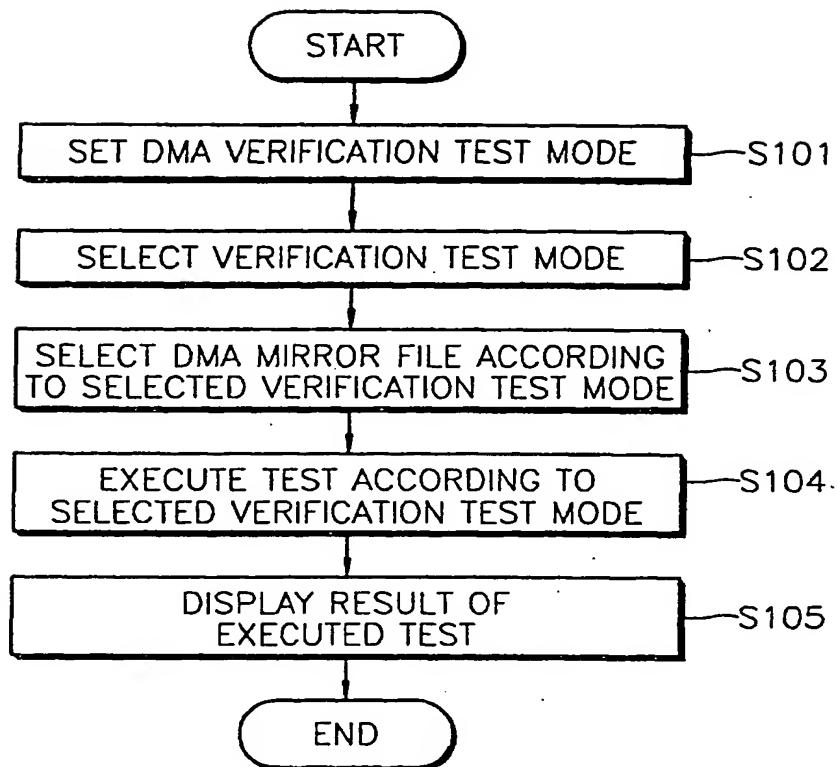 START
SET DMA VERIFICATION TEST MODE
S101
SELECT VERIFICATION TEST MODE
S102
SELECT DMA MIRROR FILE ACCORDING
TO SELECTED VERIFICATION TEST MODE
S103
EXECUTE TEST ACCORDING TO
SELECTED VERIFICATION TEST MODE
S104
DISPLAY RESULT OF
EXECUTED TEST
S105
END